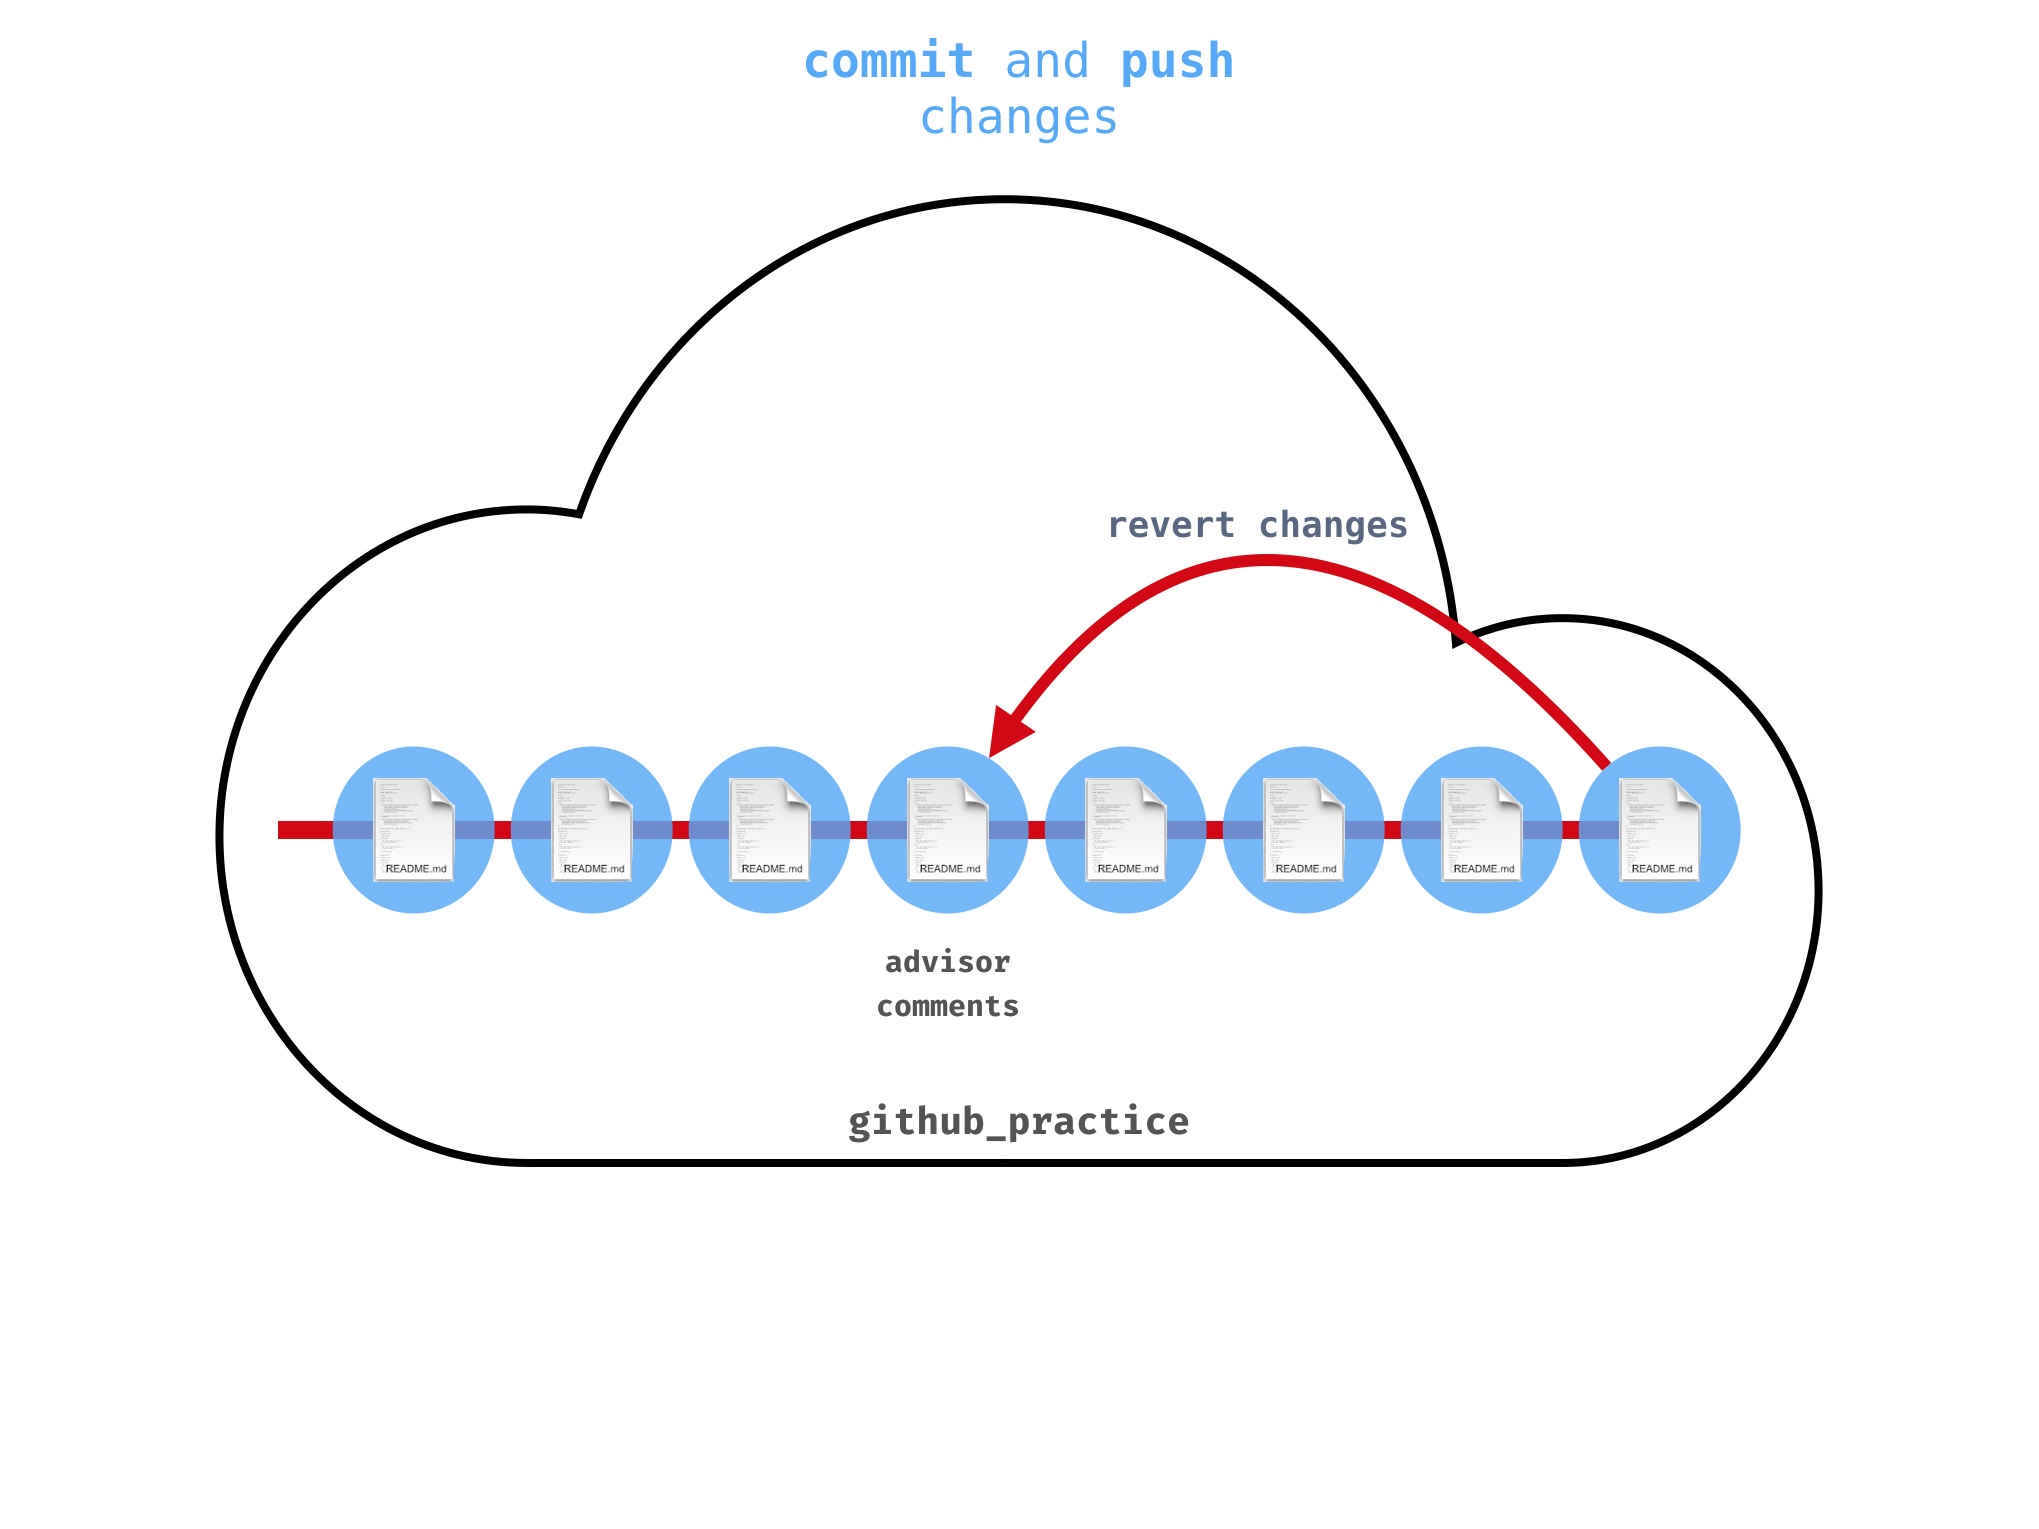 commit and push
changes
revert changes
README.md README.md README.md README.md README.md README.md README.md README.md
advisor
comments
github_practice